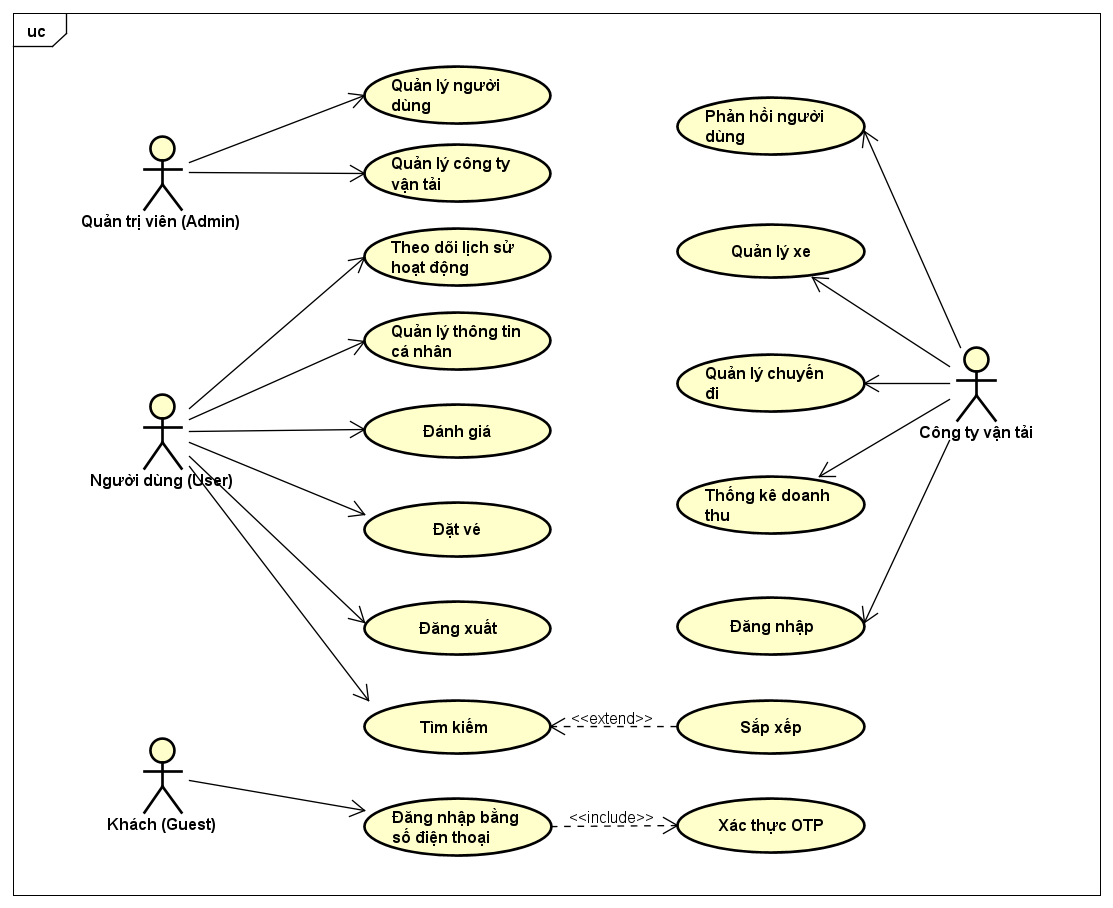 uc
Quản lý người
dùng
Quản lý công ty
vận tải
Quản trị viên (Admin)
Theo dõi lịch sử
hoạt động
Quản lý thông tin
cá nhân
Đánh giá
Người dùng (User)
Đặt vé
Đăng xuất
Tìm kiếm
<<extend>>
Sắp xếp
Khách (Guest)
Đăng nhập bằng
số điện thoại
<<include>>
Xác thực OTP
Phản hồi người
dùng
Quản lý xe
Quản lý chuyến
đi
Công ty vận tải
Thống kê doanh
thu
Đăng nhập